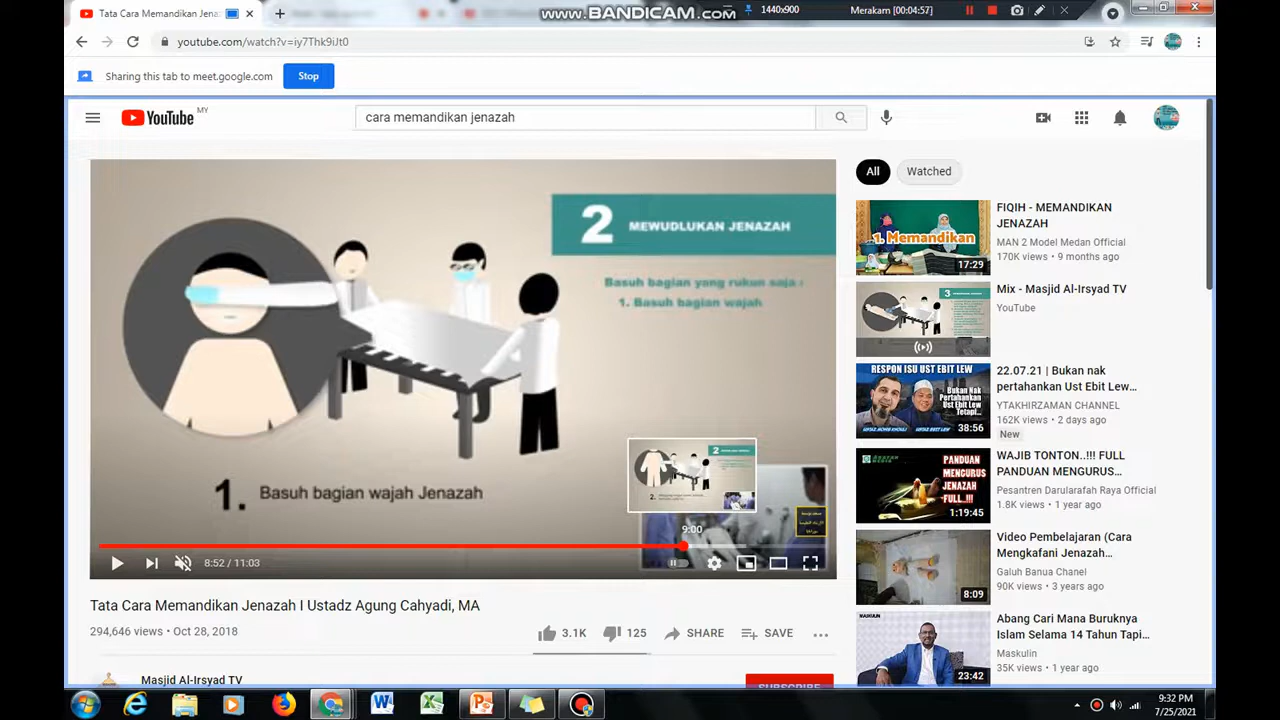 Tata Cara Memandikan Jena:
WWW.BANDICAM.COM
1440x900
Merakam [00:04:57]
youtube.com/watch?v=iy7Thk9iJt0
Sharing this tab to meet.google.com
Stop
YouTube MY
cara memandikan jenazah
2 MEWUDLUKAN JENAZAH
Basuh bagian yang rukun saja :
1. Basuh bagian wajah
1. Basuh bagian wajah Jenazah
9:00
8:52 / 11:03
Tata Cara Memandikan Jenazah I Ustadz Agung Cahyadi, MA
294,646 views • Oct 28, 2018
3.1K
125
SHARE
SAVE
Masjid Al-Irsyad TV
SUBSCRIBE
All
Watched
1. Memandikan
17:29
FIQIH - MEMANDIKAN
JENAZAH
MAN 2 Model Medan Official
170K views • 9 months ago
Mix - Masjid Al-Irsyad TV
YouTube
RESPON ISU UST EBIT LEW
BUKAN NAK
PERTAHANKAN
UST EBIT LEW
TETAPI...
38:56
22.07.21 | Bukan nak
pertahankan Ust Ebit Lew…
YTAKHIRZAMAN CHANNEL
162K views • 2 days ago
New
PANDUAN
MENGURUS
JENAZAH
FULL..!!!
1:19:45
WAJIB TONTON..!!! FULL
PANDUAN MENGURUS…
Pesantren Darularafah Raya Official
1.8K views • 1 year ago
8:09
Video Pembelajaran (Cara
Mengkafani Jenazah…
Galuh Banua Chanel
90K views • 3 years ago
23:42
Abang Cari Mana Buruknya
Islam Selama 14 Tahun Tapi…
Maskulin
35K views • 1 year ago
9:32 PM
7/25/2021